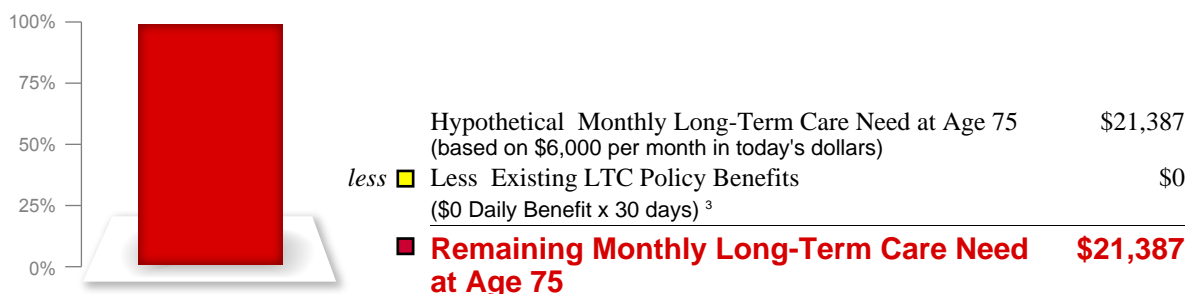 100%
75%
50%
25%
0%
Hypothetical Monthly Long-Term Care Need at Age 75 $21,387
(based on $6,000 per month in today's dollars)
less Less Existing LTC Policy Benefits $0
($0 Daily Benefit x 30 days) 3
Remaining Monthly Long-Term Care Need $21,387
at Age 75